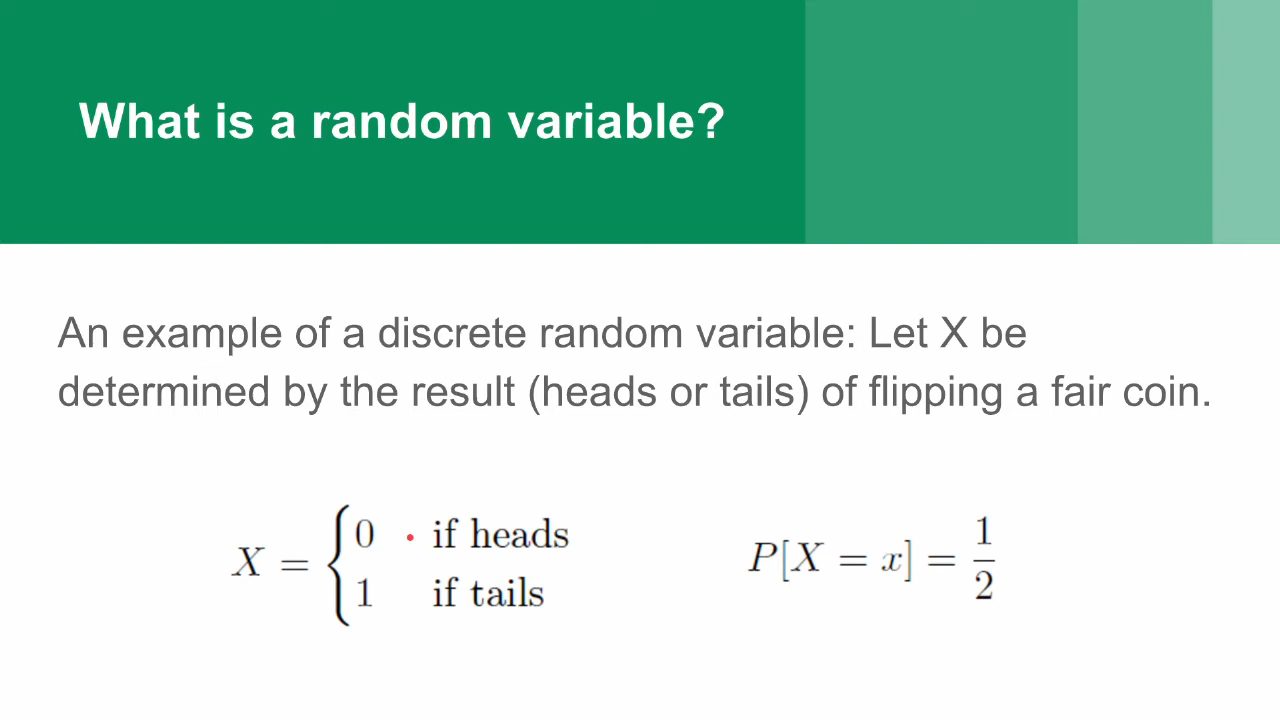 What is a random variable?
An example of a discrete random variable: Let X be
determined by the result (heads or tails) of flipping a fair coin.
X = { 0 if heads
1 if tails
P[X = x] = 1/2